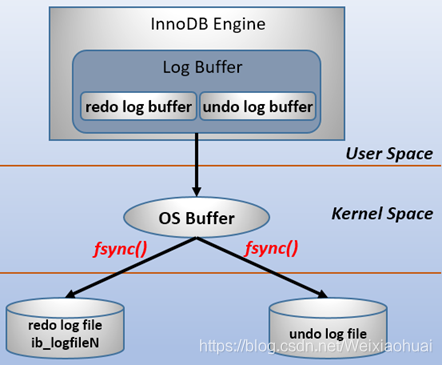 InnoDB Engine
Log Buffer
redo log buffer
undo log buffer
User Space
OS Buffer
Kernel Space
fsync()
fsync()
redo log file
ib_logfileN
undo log file
https://blog.csdn.net/Weixiaohuai